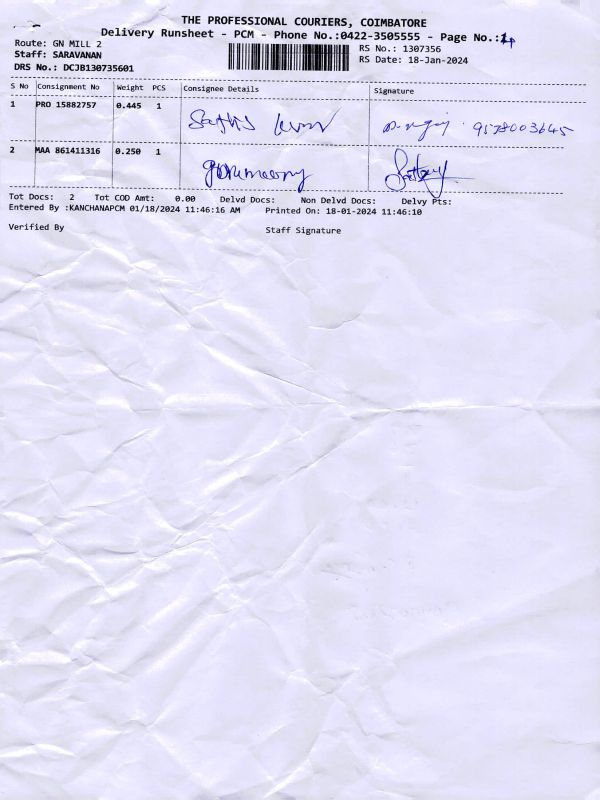 THE PROFESSIONAL COURIERS, COIMBATORE
Delivery Runsheet - PCM - Phone No.:0422-3505555 - Page No.:1
Route: GN MILL 2
Staff: SARAVANAN
DRS No.: DCJB130735601
RS No.: 1307356
RS Date: 18-Jan-2024
S No Consignment No Weight PCS Consignee Details Signature
1 PRO 15882757 0.445 1 9578003645
2 MAA 861411316 0.250 1
Tot Docs: 2 Tot COD Amt: 0.00 Delvd Docs: Non Delvd Docs: Delvy Pts:
Entered By :KANCHANAPCM 01/18/2024 11:46:16 AM Printed On: 18-01-2024 11:46:10
Verified By Staff Signature